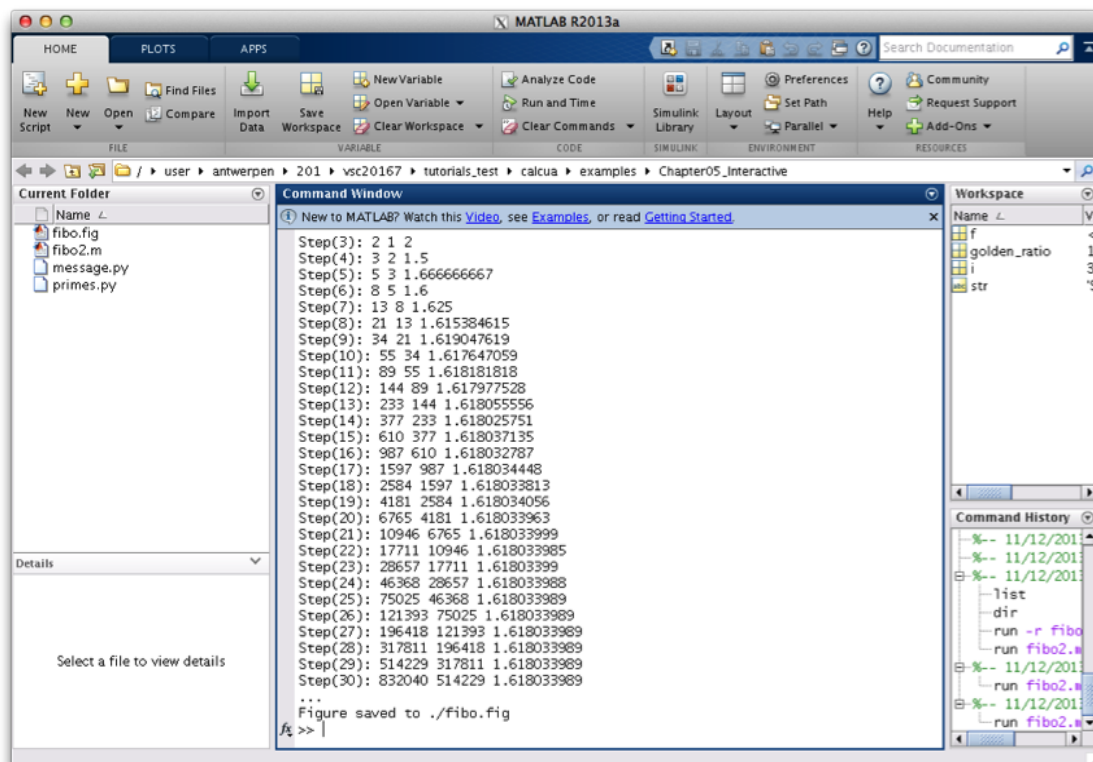 MATLAB R2013a
HOME PLOTS APPS
Search Documentation
New Script
New
Open
Find Files
Compare
FILE
Import Data
Save Workspace
New Variable
Open Variable
Clear Workspace
VARIABLE
Analyze Code
Run and Time
Clear Commands
CODE
Simulink Library
SIMULINK
Layout
Preferences
Set Path
Parallel
ENVIRONMENT
Help
Community
Request Support
Add-Ons
RESOURCES
/ user antwerpen 201 vsc20167 tutorials_test calcua examples Chapter05_Interactive
Current Folder
Name
fibo.fig
fibo2.m
message.py
primes.py
Details
Select a file to view details
Command Window
New to MATLAB? Watch this Video, see Examples, or read Getting Started.
Step(3): 2 1 2
Step(4): 3 2 1.5
Step(5): 5 3 1.666666667
Step(6): 8 5 1.6
Step(7): 13 8 1.625
Step(8): 21 13 1.615384615
Step(9): 34 21 1.619047619
Step(10): 55 34 1.617647059
Step(11): 89 55 1.618181818
Step(12): 144 89 1.617977528
Step(13): 233 144 1.618055556
Step(14): 377 233 1.618025751
Step(15): 610 377 1.618037135
Step(16): 987 610 1.618032787
Step(17): 1597 987 1.618034448
Step(18): 2584 1597 1.618033813
Step(19): 4181 2584 1.618034056
Step(20): 6765 4181 1.618033963
Step(21): 10946 6765 1.618033999
Step(22): 17711 10946 1.618033985
Step(23): 28657 17711 1.61803399
Step(24): 46368 28657 1.618033988
Step(25): 75025 46368 1.618033989
Step(26): 121393 75025 1.618033989
Step(27): 196418 121393 1.618033989
Step(28): 317811 196418 1.618033989
Step(29): 514229 317811 1.618033989
Step(30): 832040 514229 1.618033989
...
Figure saved to ./fibo.fig
fx >>
Workspace
Name V
f <
golden_ratio 1
i 3
abc str 'S
Command History
%-- 11/12/201
%-- 11/12/201
%-- 11/12/201
list
dir
run -r fibo
run fibo2.m
%-- 11/12/201
run fibo2.m
%-- 11/12/201
run fibo2.m